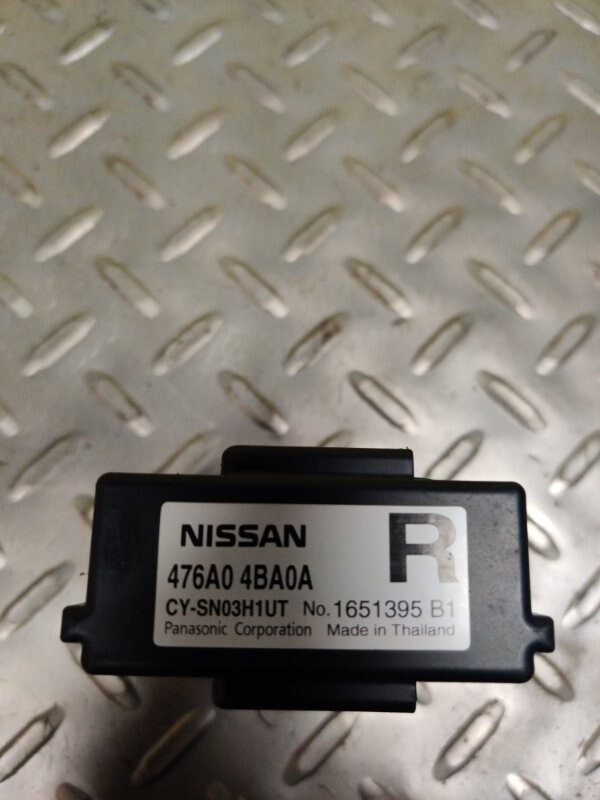 NISSAN
R
476A0 4BA0A
CY-SN03H1UT No.1651395 B1
Panasonic Corporation Made in Thailand